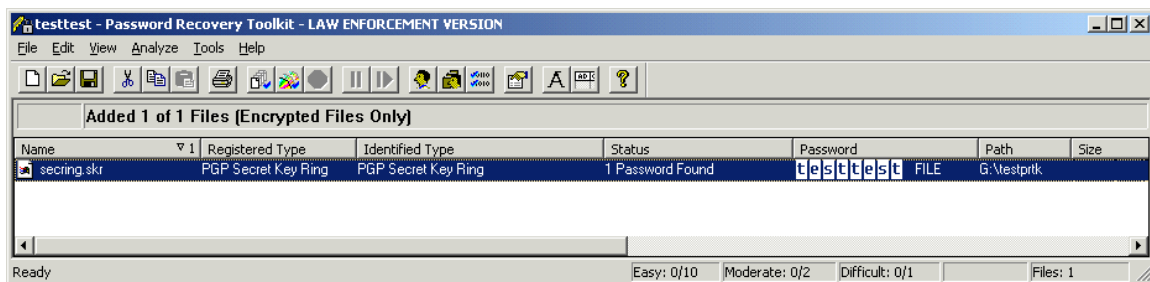 testtest - Password Recovery Toolkit - LAW ENFORCEMENT VERSION
File Edit View Analyze Tools Help
Added 1 of 1 Files (Encrypted Files Only)
Name 1 Registered Type Identified Type Status Password Path Size
secring.skr PGP Secret Key Ring PGP Secret Key Ring 1 Password Found testtest FILE G:\testprtk
Ready Easy: 0/10 Moderate: 0/2 Difficult: 0/1 Files: 1